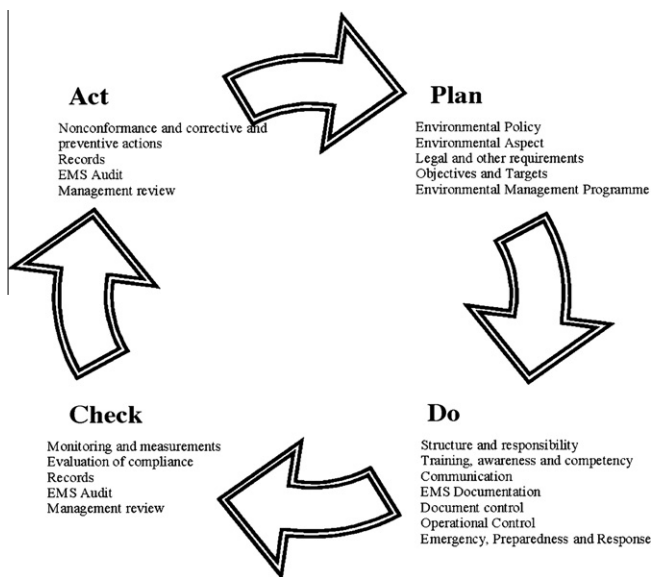 Act
Nonconformance and corrective and
preventive actions
Records
EMS Audit
Management review
Plan
Environmental Policy
Environmental Aspect
Legal and other requirements
Objectives and Targets
Environmental Management Programme
Check
Monitoring and measurements
Evaluation of compliance
Records
EMS Audit
Management review
Do
Structure and responsibility
Training, awareness and competency
Communication
EMS Documentation
Document control
Operational Control
Emergency, Preparedness and Response